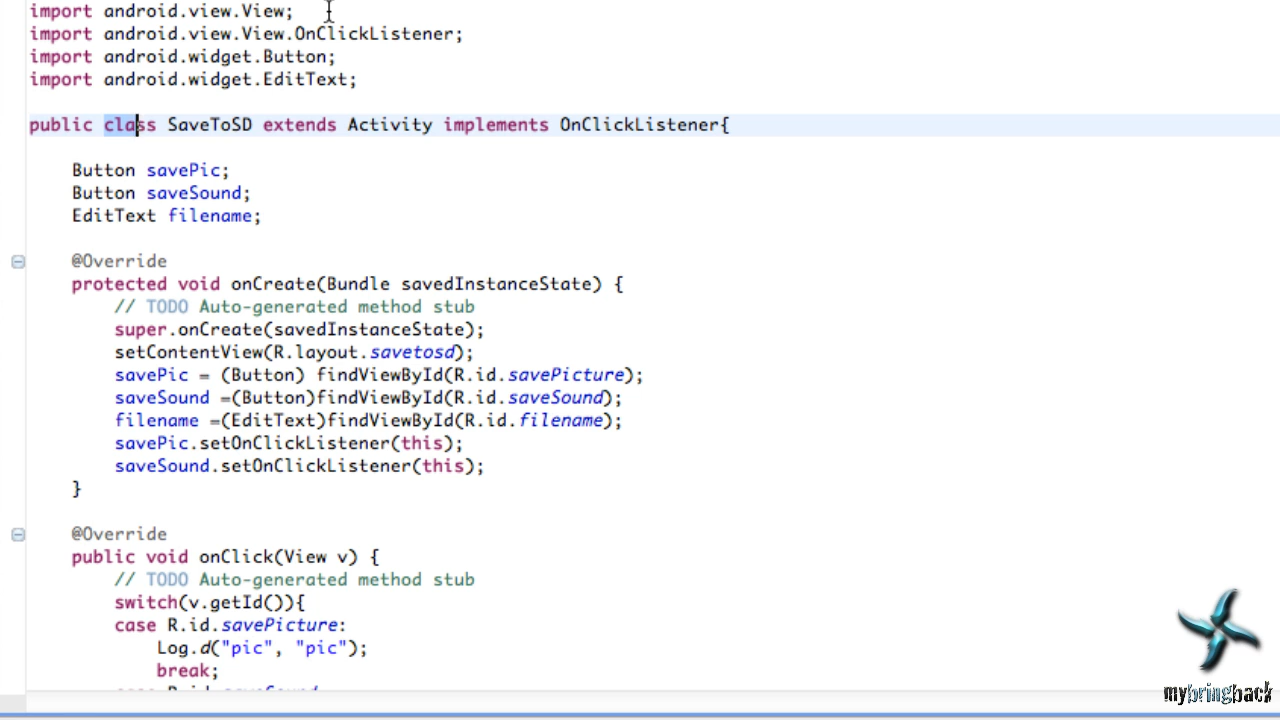 import android.view.View;
import android.view.View.OnClickListener;
import android.widget.Button;
import android.widget.EditText;
public class SaveToSD extends Activity implements OnClickListener{
Button savePic;
Button saveSound;
EditText filename;
@Override
protected void onCreate(Bundle savedInstanceState) {
// TODO Auto-generated method stub
super.onCreate(savedInstanceState);
setContentView(R.layout.savetosd);
savePic = (Button) findViewById(R.id.savePicture);
saveSound =(Button)findViewById(R.id.saveSound);
filename =(EditText)findViewById(R.id.filename);
savePic.setOnClickListener(this);
saveSound.setOnClickListener(this);
}
@Override
public void onClick(View v) {
// TODO Auto-generated method stub
switch(v.getId()){
case R.id.savePicture:
Log.d("pic", "pic");
break;
mybringback